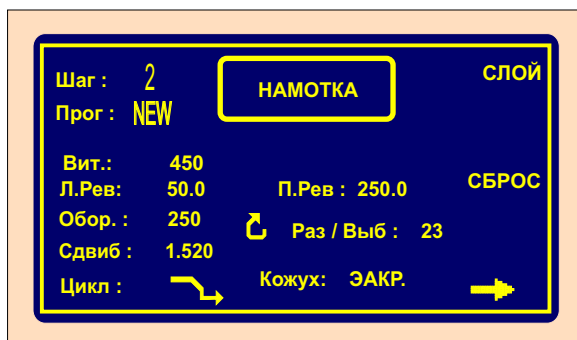 Шаг : 2
НАМОТКА
СЛОЙ
Прог : NEW
Вит.: 450
Л.Рев: 50.0 П.Рев : 250.0
СБРОС
Обор. : 250
Раз / Выб : 23
Сдвиб : 1.520
Цикл :
Кожух: ЭАКР.